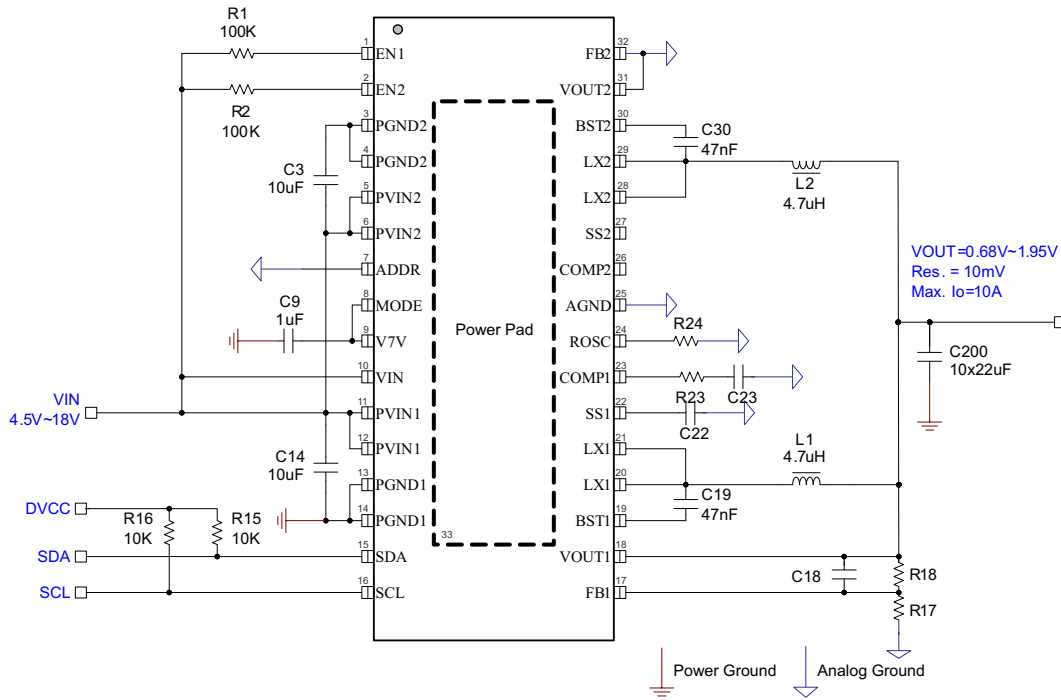 R1
100K
1
EN1
2
EN2
R2
100K
3
PGND2
4
PGND2
C3
10uF
5
PVIN2
6
PVIN2
7
ADDR
8
MODE
C9
1uF
9
V7V
10
VIN
VIN
4.5V~18V
11
PVIN1
12
PVIN1
C14
10uF
13
PGND1
14
PGND1
DVCC
R16
10K
R15
10K
15
SDA
SDA
16
SCL
SCL
Power Pad
33
32
FB2
31
VOUT2
30
BST2
C30
47nF
29
LX2
28
LX2
L2
4.7uH
27
SS2
26
COMP2
25
AGND
24
ROSC
R24
23
COMP1
R23
C23
22
SS1
C22
21
LX1
20
LX1
L1
4.7uH
C19
47nF
19
BST1
18
VOUT1
C18
R18
17
FB1
R17
VOUT=0.68V~1.95V
Res. = 10mV
Max. Io=10A
C200
10x22uF
Power Ground
Analog Ground